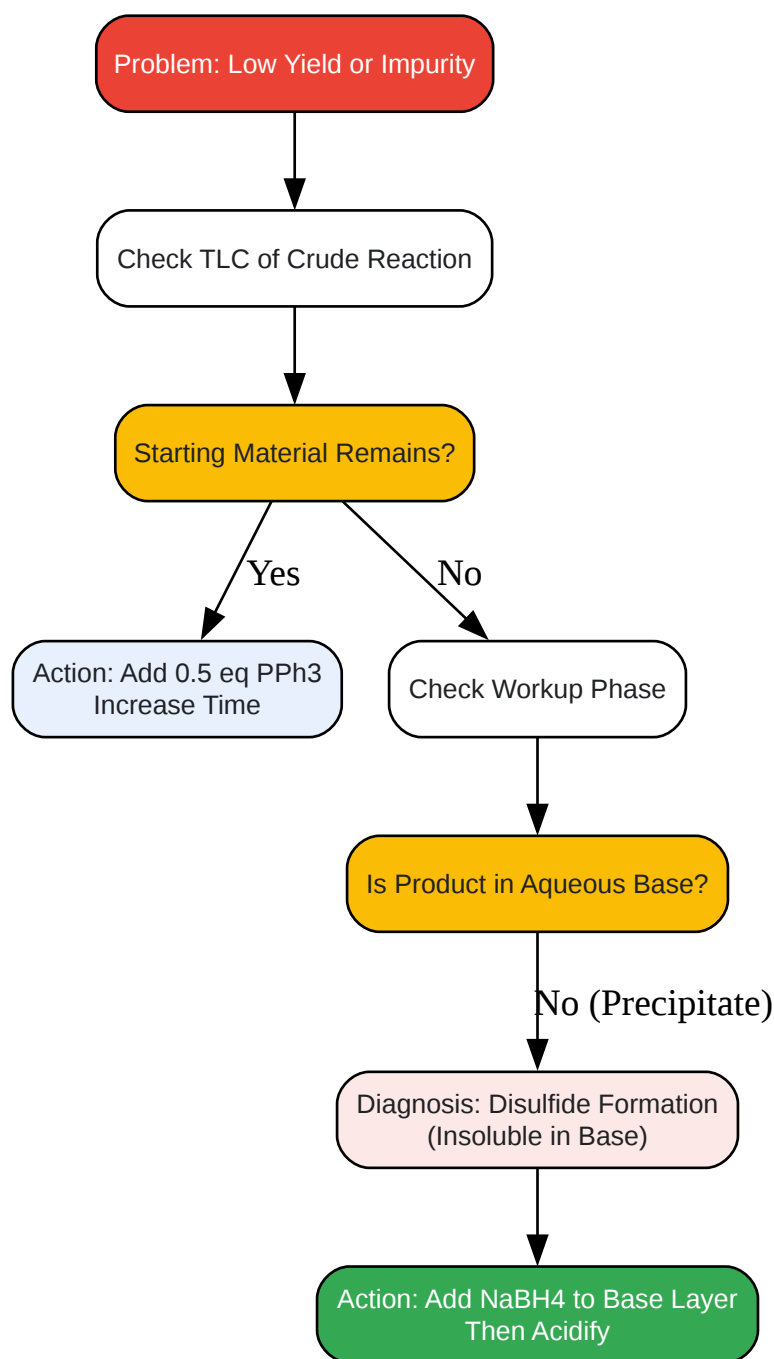 Problem: Low Yield or Impurity
Check TLC of Crude Reaction
Starting Material Remains?
Yes
No
Action: Add 0.5 eq PPh3
Increase Time
Check Workup Phase
Is Product in Aqueous Base?
No (Precipitate)
Diagnosis: Disulfide Formation
(Insoluble in Base)
Action: Add NaBH4 to Base Layer
Then Acidify